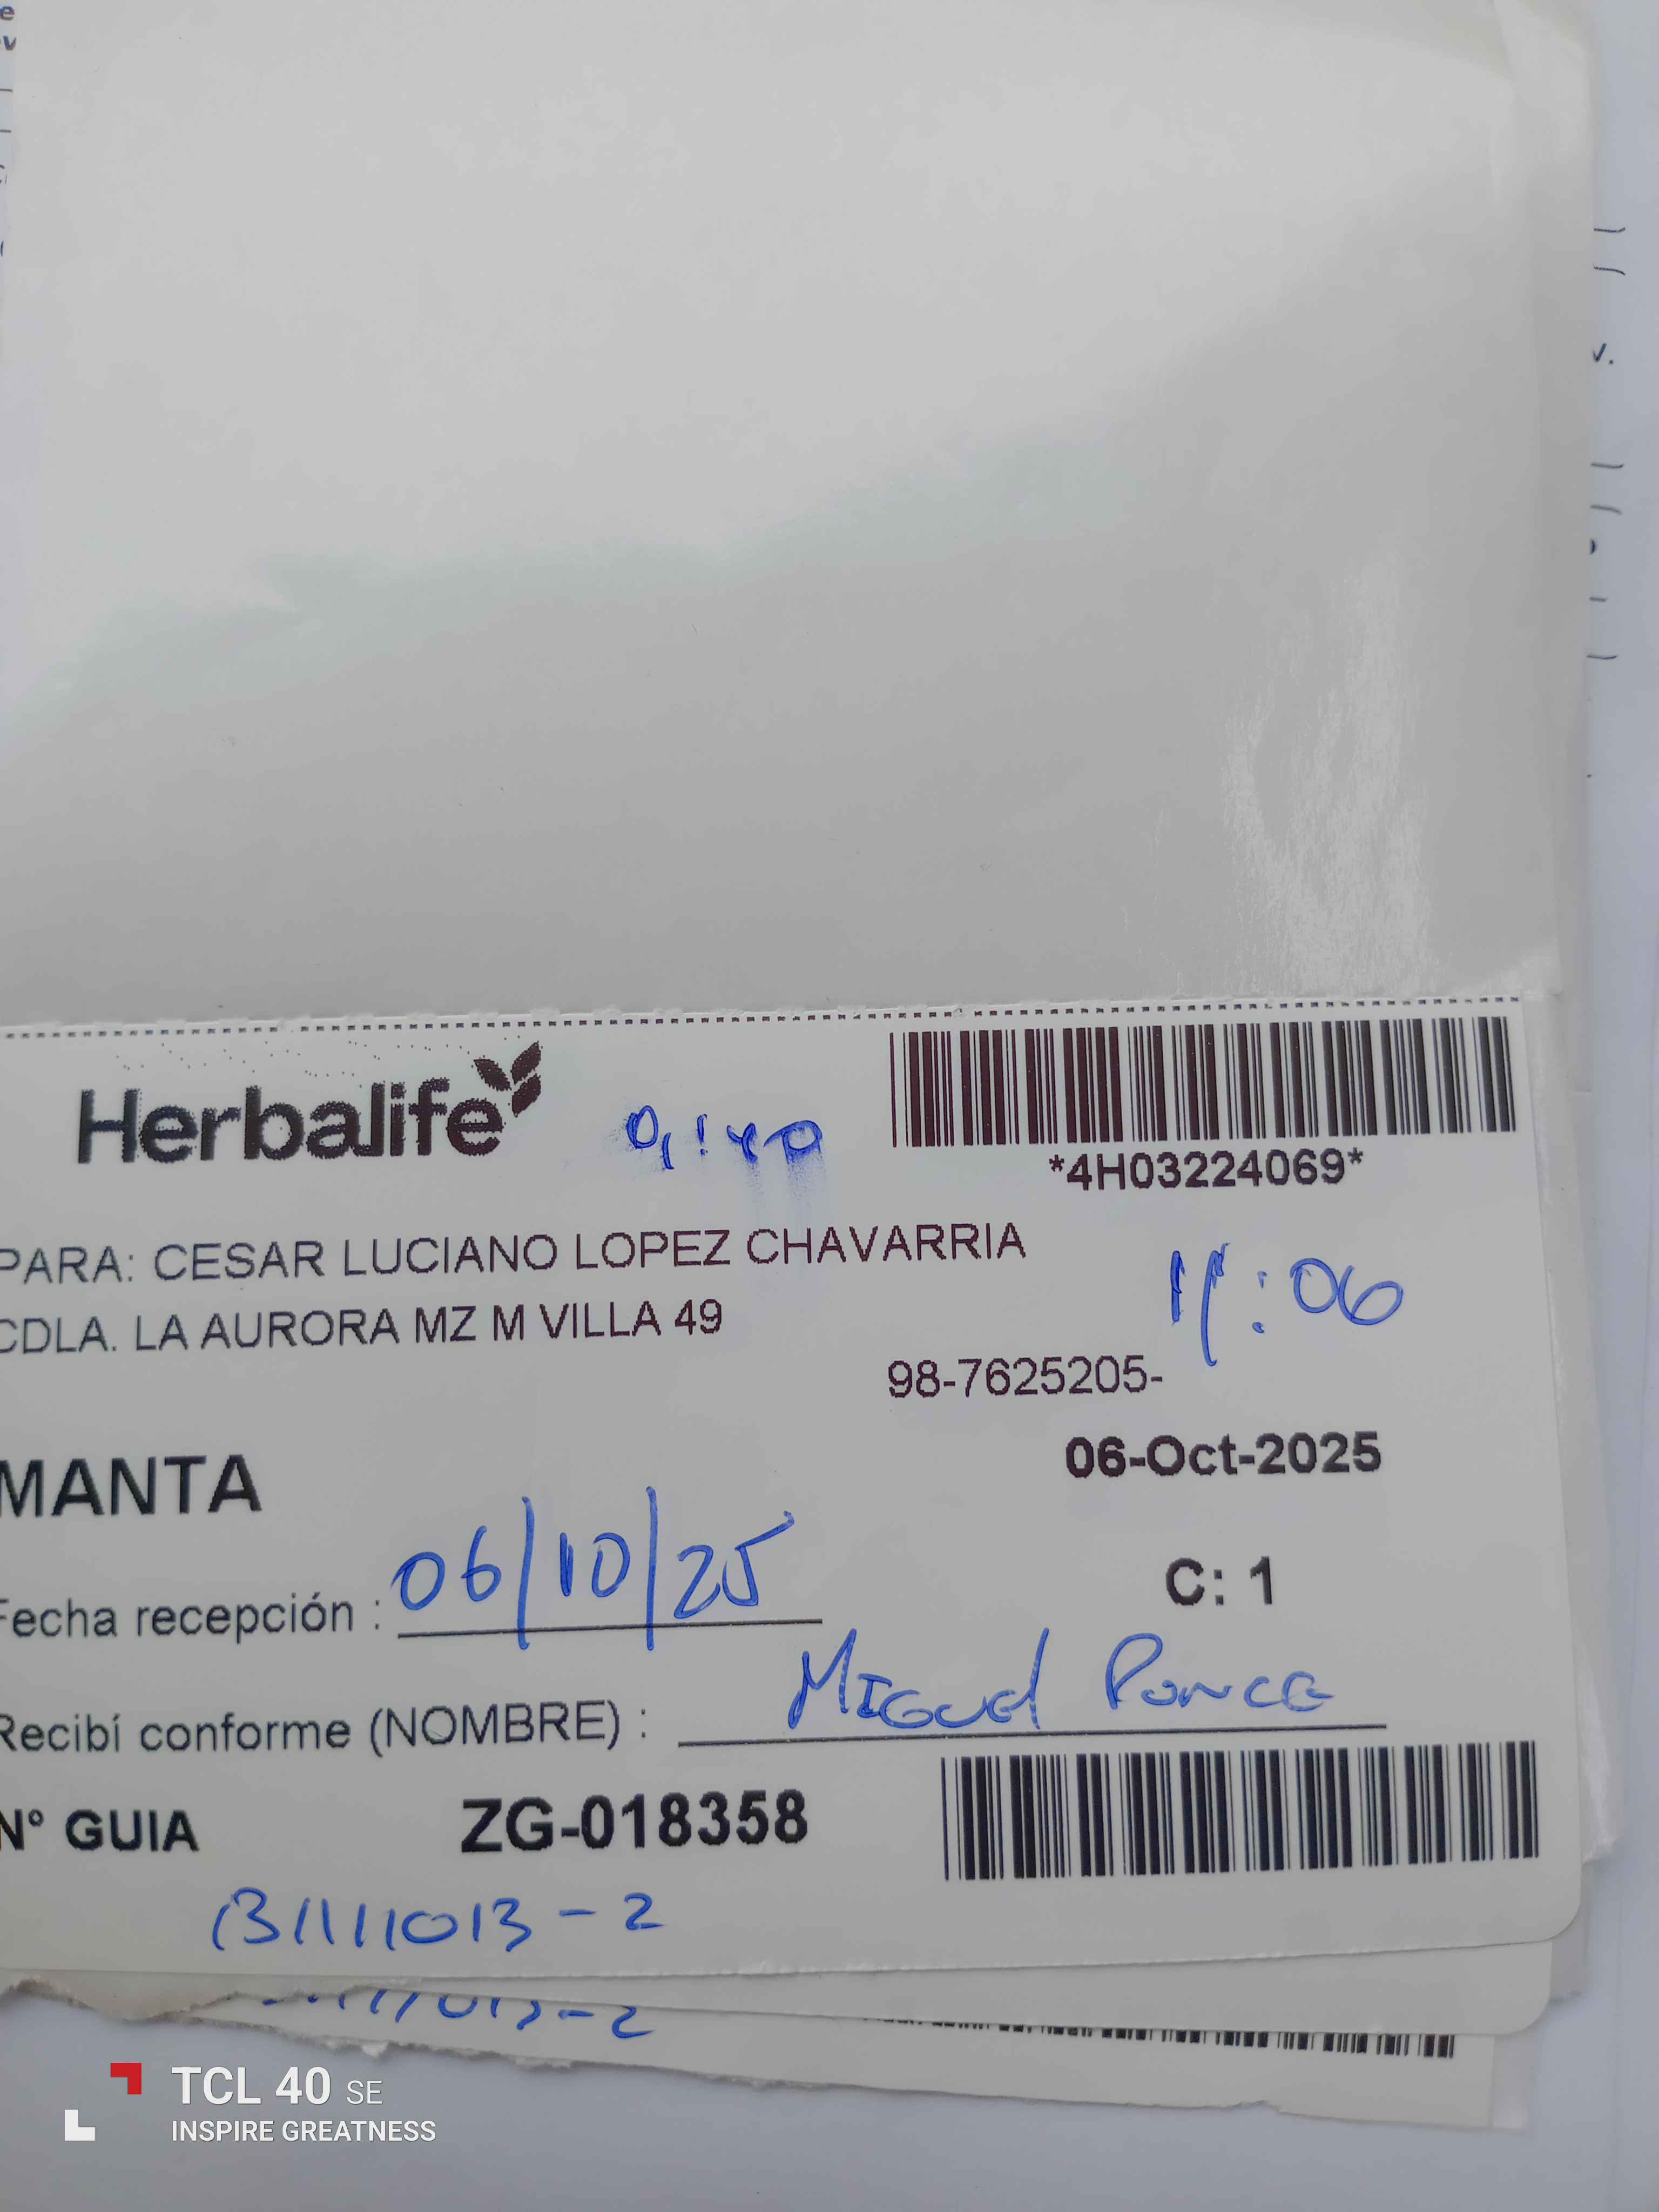 Herbalife
*4H03224069*
PARA: CESAR LUCIANO LOPEZ CHAVARRIA
11:06
CDLA. LA AURORA MZ M VILLA 49
98-7625205-
MANTA
06-Oct-2025
Fecha recepción : 06/10/25
C: 1
Recibí conforme (NOMBRE) : Miguel Ponce
N° GUIA ZG-018358
131111013-2
TCL 40 SE
INSPIRE GREATNESS